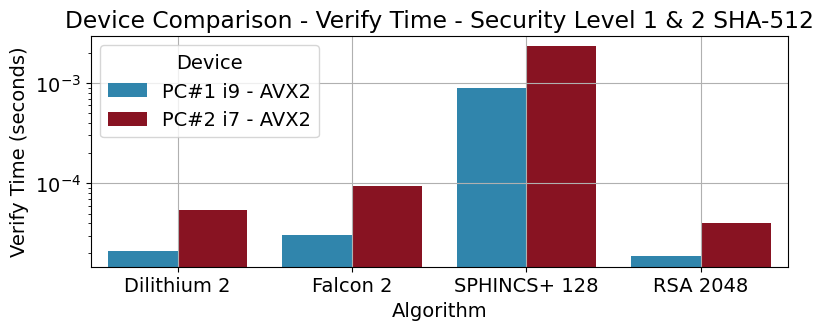 Device Comparison - Verify Time - Security Level 1 & 2 SHA-512
Verify Time (seconds)
10⁻³
10⁻⁴
Device
PC#1 i9 - AVX2
PC#2 i7 - AVX2
Dilithium 2
Falcon 2
SPHINCS+ 128
RSA 2048
Algorithm